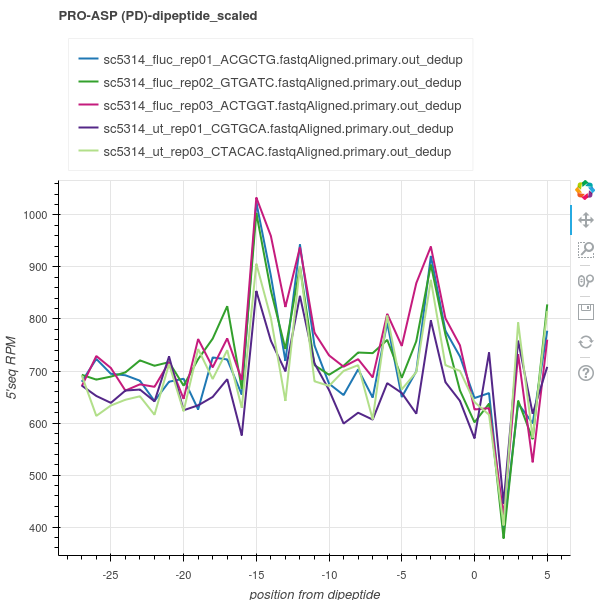 PRO-ASP (PD)-dipeptide_scaled
sc5314_fluc_rep01_ACGCTG.fastqAligned.primary.out_dedup
sc5314_fluc_rep02_GTGATC.fastqAligned.primary.out_dedup
sc5314_fluc_rep03_ACTGGT.fastqAligned.primary.out_dedup
sc5314_ut_rep01_CGTGCA.fastqAligned.primary.out_dedup
sc5314_ut_rep03_CTACAC.fastqAligned.primary.out_dedup
1000
900
800
700
600
500
400
5'seq RPM
-25 -20 -15 -10 -5 0 5
position from dipeptide